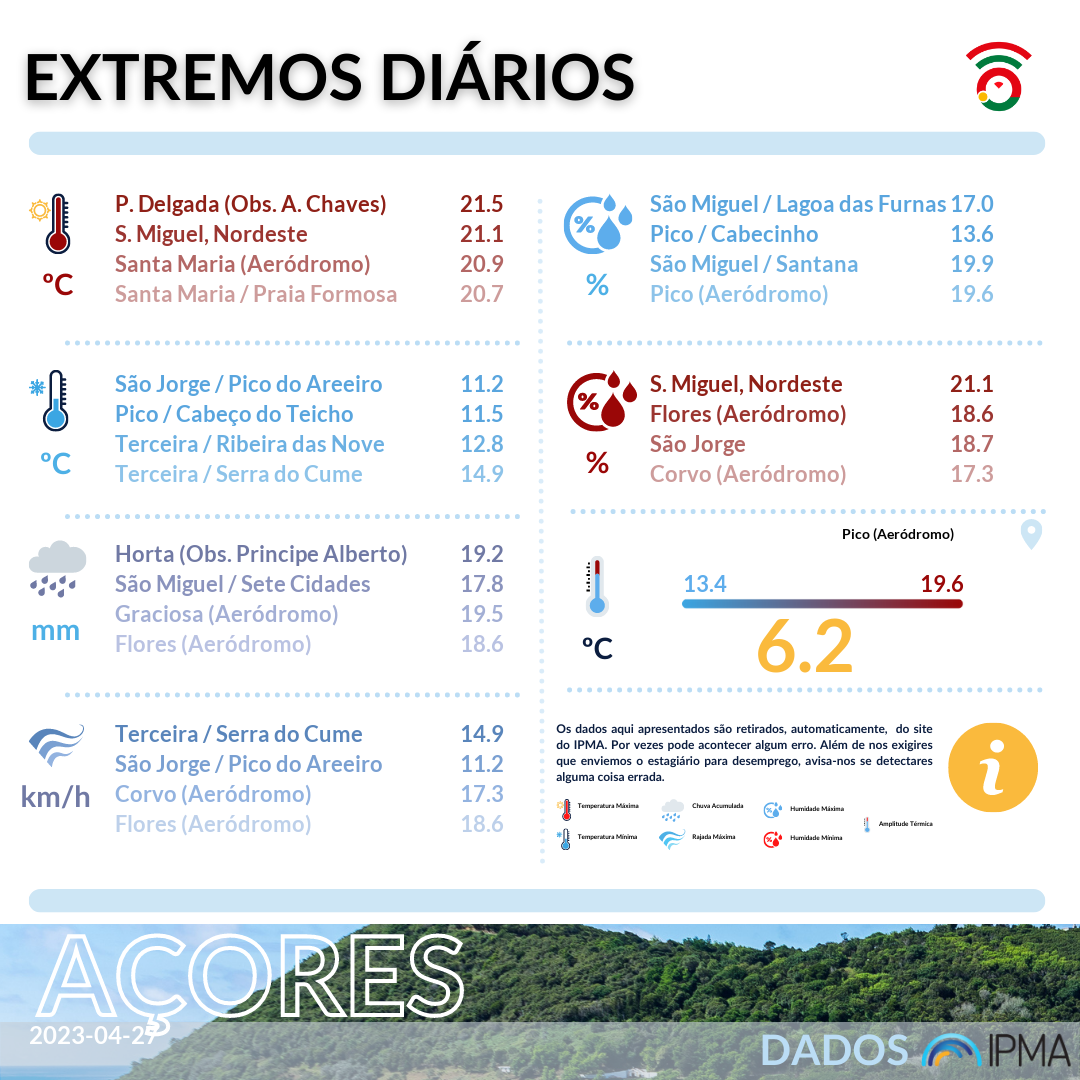 EXTREMOS DIÁRIOS
P. Delgada (Obs. A. Chaves) 21.5
S. Miguel, Nordeste 21.1
Santa Maria (Aeródromo) 20.9
Santa Maria / Praia Formosa 20.7
ºC
São Jorge / Pico do Areeiro 11.2
Pico / Cabeço do Teicho 11.5
Terceira / Ribeira das Nove 12.8
Terceira / Serra do Cume 14.9
ºC
Horta (Obs. Principe Alberto) 19.2
São Miguel / Sete Cidades 17.8
Graciosa (Aeródromo) 19.5
Flores (Aeródromo) 18.6
mm
Terceira / Serra do Cume 14.9
São Jorge / Pico do Areeiro 11.2
Corvo (Aeródromo) 17.3
Flores (Aeródromo) 18.6
km/h
%
São Miguel / Lagoa das Furnas 17.0
Pico / Cabecinho 13.6
São Miguel / Santana 19.9
Pico (Aeródromo) 19.6
%
%
S. Miguel, Nordeste 21.1
Flores (Aeródromo) 18.6
São Jorge 18.7
Corvo (Aeródromo) 17.3
%
Pico (Aeródromo)
13.4 19.6
ºC
6.2
Os dados aqui apresentados são retirados, automaticamente, do site
do IPMA. Por vezes pode acontecer algum erro. Além de nos exigires
que enviemos o estagiário para desemprego, avisa-nos se detectares
alguma coisa errada.
i
Temperatura Máxima
Chuva Acumulada
Humidade Máxima
Amplitude Térmica
Temperatura Mínima
Rajada Máxima
Humidade Mínima
AÇORES
2023-04-27
DADOS IPMA